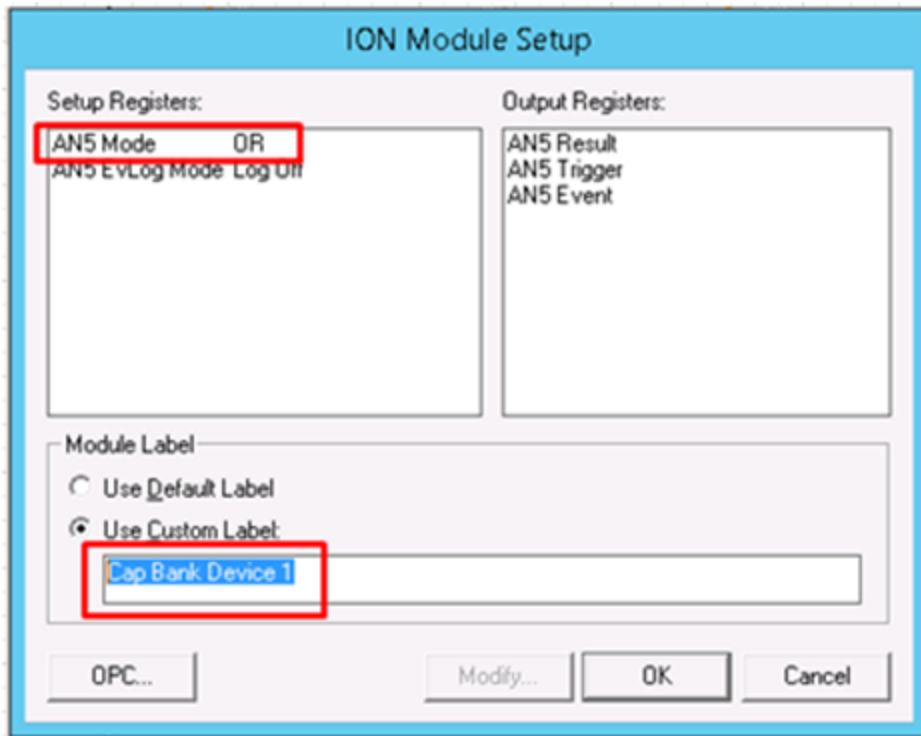 ION Module Setup
Setup Registers:
AN5 Mode OR
AN5 EvLog Mode Log Off
Output Registers:
AN5 Result
AN5 Trigger
AN5 Event
Module Label
Use Default Label
Use Custom Label:
Cap Bank Device 1
OPC...
Modify...
OK
Cancel